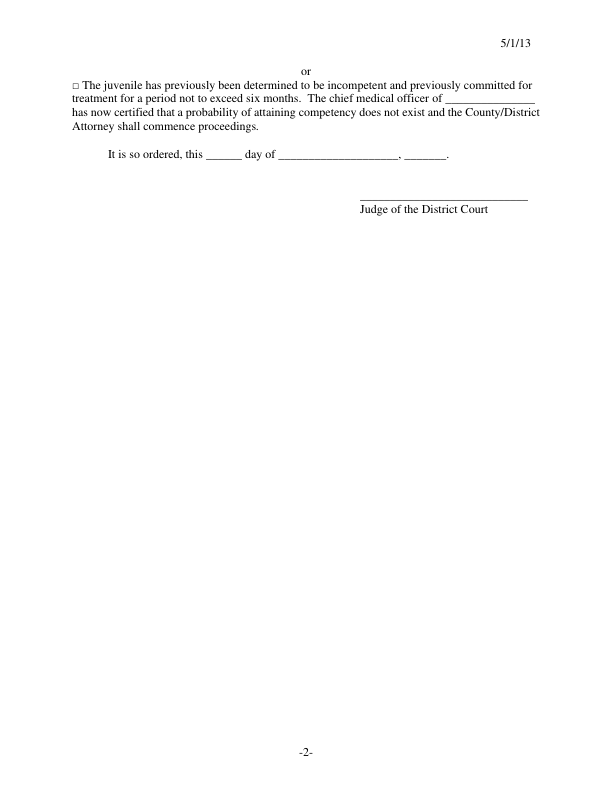 5/1/13
or
□ The juvenile has previously been determined to be incompetent and previously committed for
treatment for a period not to exceed six months.  The chief medical officer of _______________
has now certified that a probability of attaining competency does not exist and the County/District
Attorney shall commence proceedings.
It is so ordered, this ______ day of ____________________, _______.
____________________________
Judge of the District Court
-2-